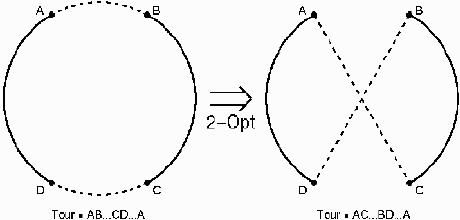 A B
A B
2-Opt
D C
D C
Tour = AB...CD...A
Tour = AC...BD...A